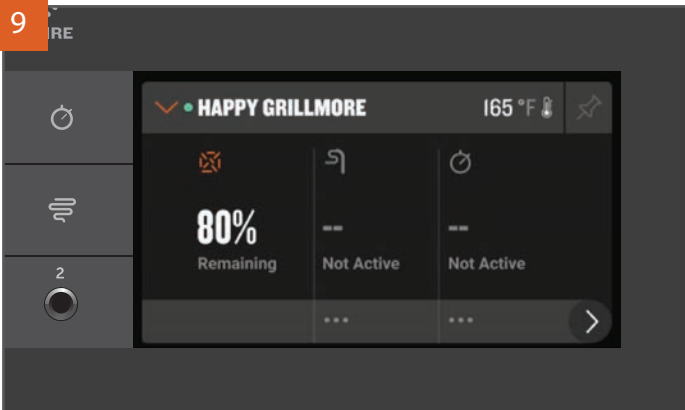 9
IRE
HAPPY GRILLMORE 165 °F
80% -- --
Remaining Not Active Not Active
2
... ...